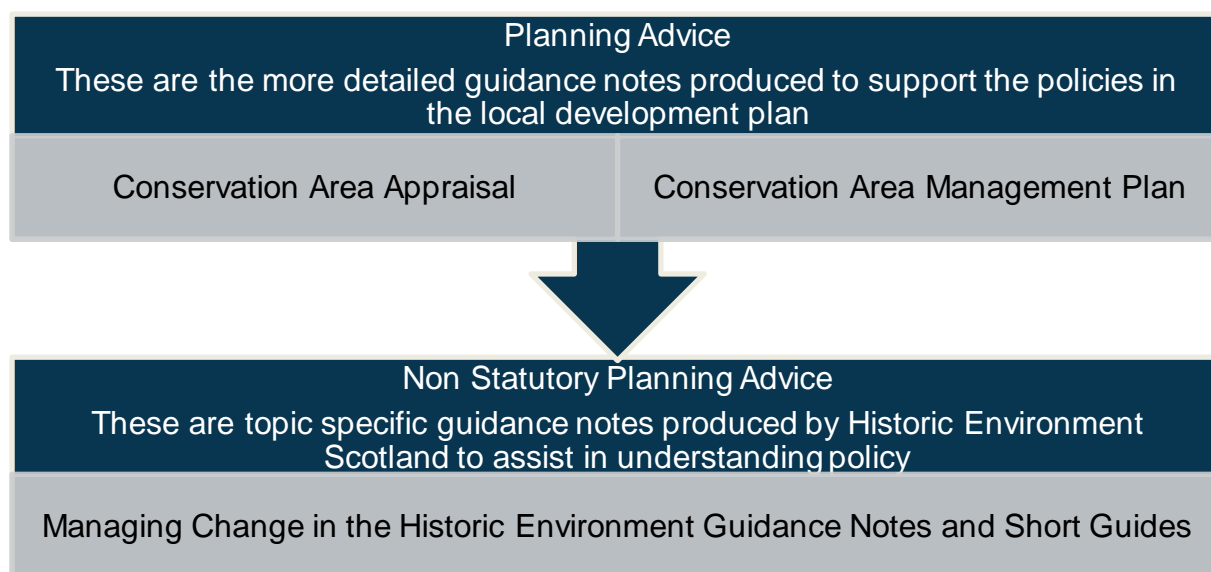 Planning Advice
These are the more detailed guidance notes produced to support the policies in
the local development plan
Conservation Area Appraisal
Conservation Area Management Plan
Non Statutory Planning Advice
These are topic specific guidance notes produced by Historic Environment
Scotland to assist in understanding policy
Managing Change in the Historic Environment Guidance Notes and Short Guides